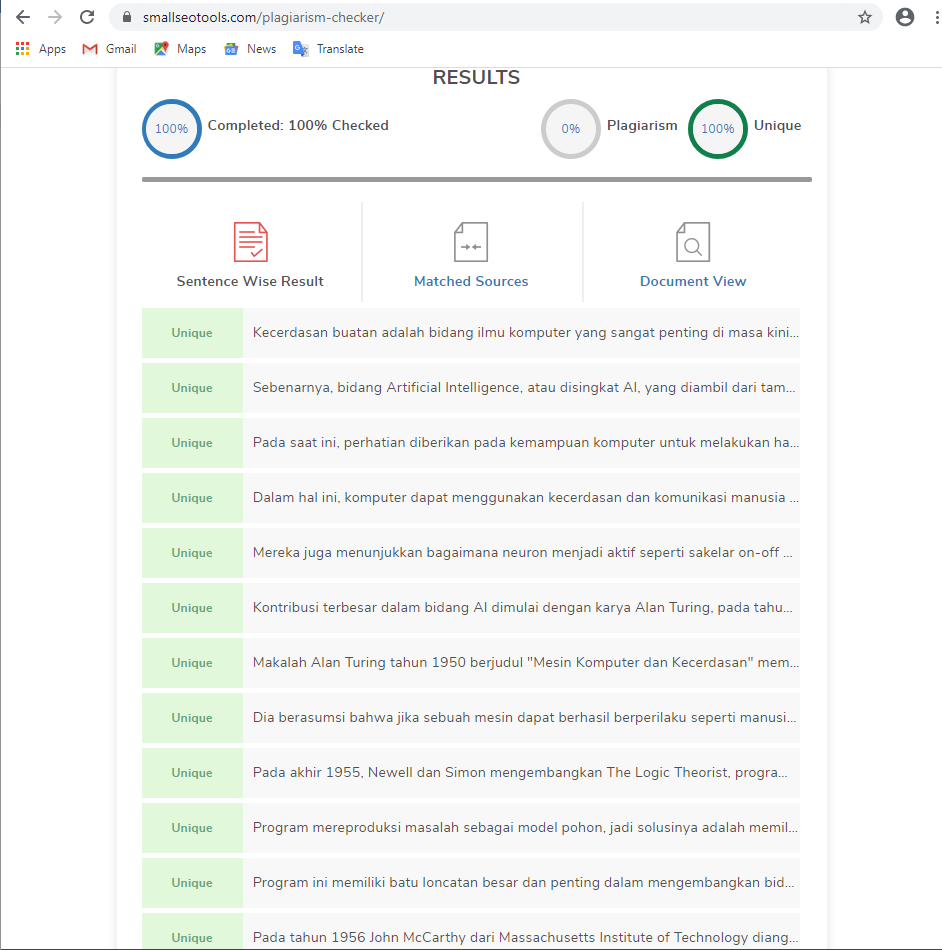 smallseotools.com/plagiarism-checker/
Apps Gmail Maps News Translate
RESULTS
100% Completed: 100% Checked 0% Plagiarism 100% Unique
Sentence Wise Result Matched Sources Document View
Unique Kecerdasan buatan adalah bidang ilmu komputer yang sangat penting di masa kini...
Unique Sebenarnya, bidang Artificial Intelligence, atau disingkat AI, yang diambil dari tam...
Unique Pada saat ini, perhatian diberikan pada kemampuan komputer untuk melakukan ha...
Unique Dalam hal ini, komputer dapat menggunakan kecerdasan dan komunikasi manusia ...
Unique Mereka juga menunjukkan bagaimana neuron menjadi aktif seperti sakelar on-off ...
Unique Kontribusi terbesar dalam bidang AI dimulai dengan karya Alan Turing, pada tahu...
Unique Makalah Alan Turing tahun 1950 berjudul "Mesin Komputer dan Kecerdasan" mem...
Unique Dia berasumsi bahwa jika sebuah mesin dapat berhasil berperilaku seperti manusi...
Unique Pada akhir 1955, Newell dan Simon mengembangkan The Logic Theorist, progra...
Unique Program mereproduksi masalah sebagai model pohon, jadi solusinya adalah memil...
Unique Program ini memiliki batu loncatan besar dan penting dalam mengembangkan bid...
Unique Pada tahun 1956 John McCarthy dari Massachusetts Institute of Technology diang...